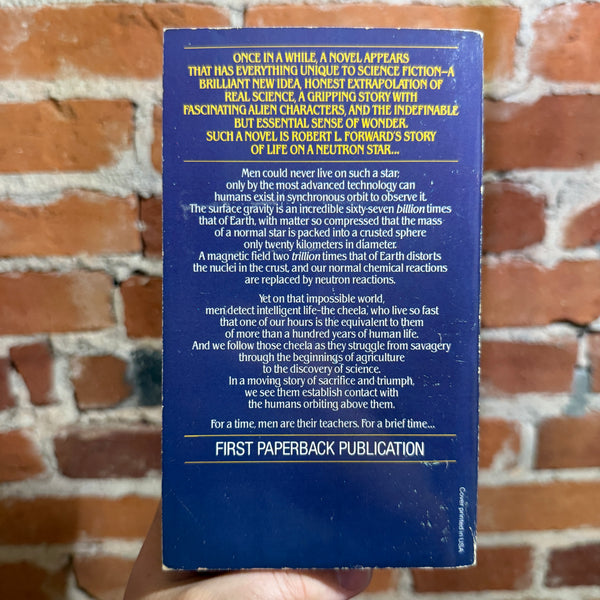 ONCE IN A WHILE, A NOVEL APPEARS
THAT HAS EVERYTHING UNIQUE TO SCIENCE FICTION—A
BRILLIANT NEW IDEA, HONEST EXTRAPOLATION OF
REAL SCIENCE, A GRIPPING STORY WITH
FASCINATING ALIEN CHARACTERS, AND THE INDEFINABLE
BUT ESSENTIAL SENSE OF WONDER.
SUCH A NOVEL IS ROBERT L. FORWARD'S STORY
OF LIFE ON A NEUTRON STAR...
Men could never live on such a star;
only by the most advanced technology can
humans exist in synchronous orbit to observe it.
The surface gravity is an incredible sixty-seven billion times
that of Earth, with matter so compressed that the mass
of a normal star is packed into a crusted sphere
only twenty kilometers in diameter.
A magnetic field two trillion times that of Earth distorts
the nuclei in the crust, and our normal chemical reactions
are replaced by neutron reactions.
Yet on that impossible world,
men detect intelligent life–the cheela, who live so fast
that one of our hours is the equivalent to them
of more than a hundred years of human life.
And we follow those cheela as they struggle from savagery
through the beginnings of agriculture
to the discovery of science.
In a moving story of sacrifice and triumph,
we see them establish contact with
the humans orbiting above them.
For a time, men are their teachers. For a brief time...
FIRST PAPERBACK PUBLICATION
Cover printed in USA